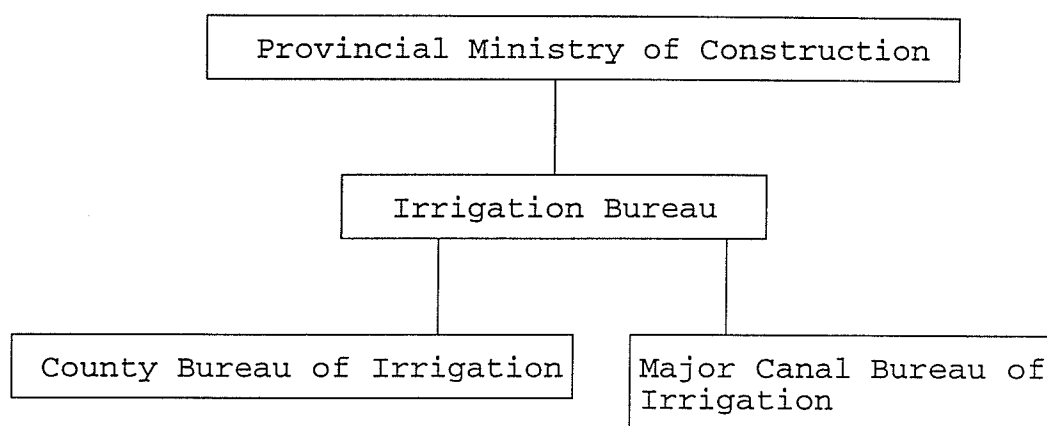 Provincial Ministry of Construction
Irrigation Bureau
County Bureau of Irrigation
Major Canal Bureau of
Irrigation